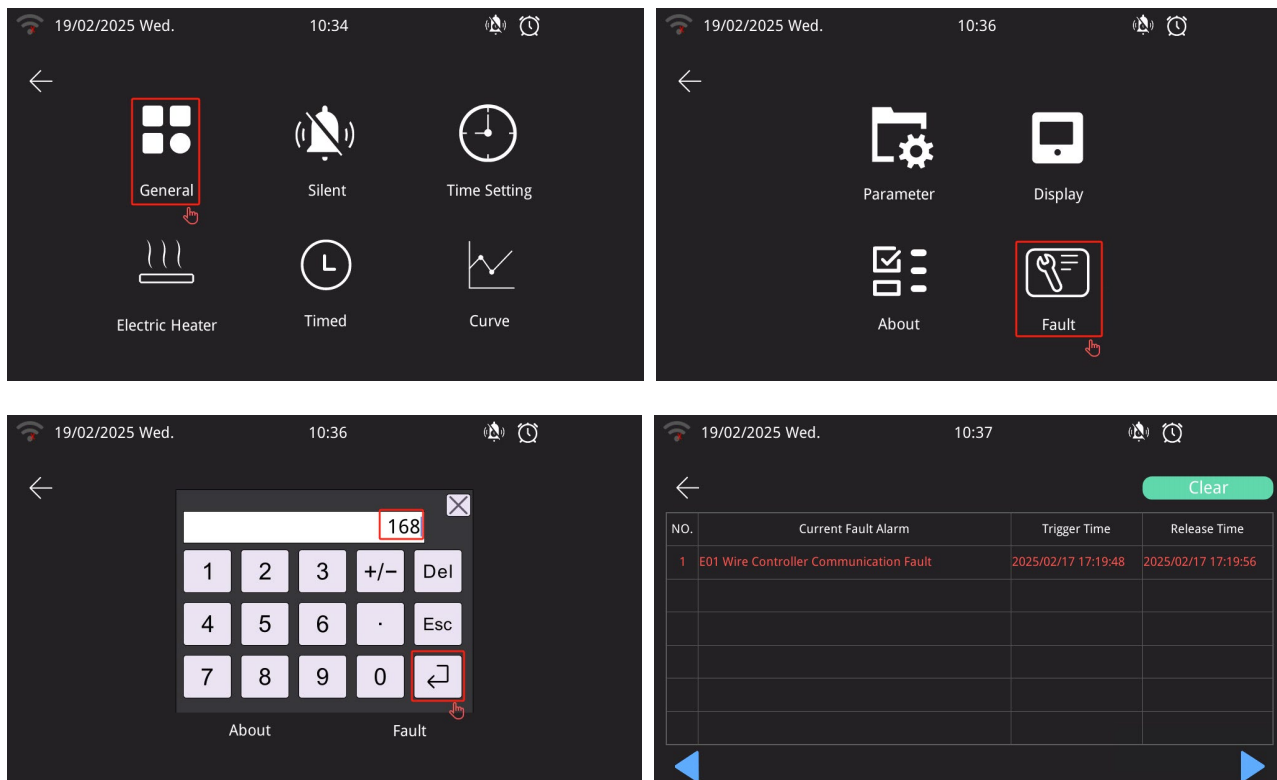 19/02/2025 Wed. 10:34
General Silent Time Setting
Electric Heater Timed Curve
19/02/2025 Wed. 10:36
Parameter Display
About Fault
19/02/2025 Wed. 10:36
168
1 2 3 +/− Del
4 5 6 . Esc
7 8 9 0
About Fault
19/02/2025 Wed. 10:37
Clear
NO. Current Fault Alarm Trigger Time Release Time
1 E01 Wire Controller Communication Fault 2025/02/17 17:19:48 2025/02/17 17:19:56